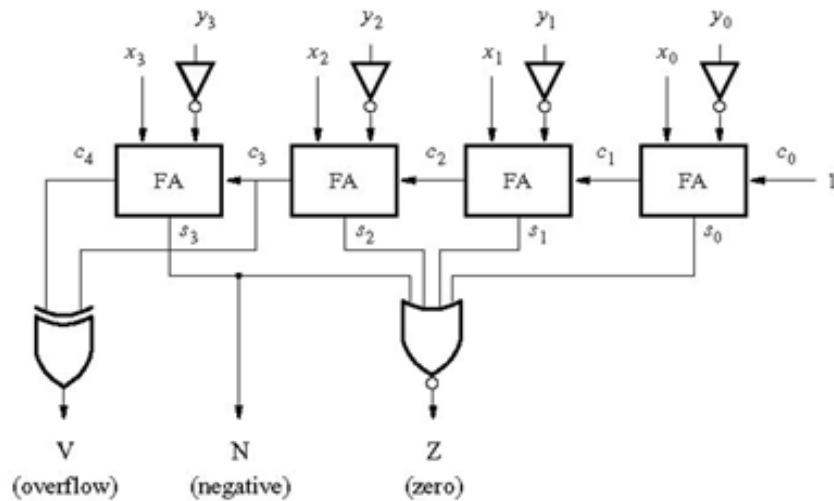 y3 y2 y1 y0
x3 x2 x1 x0
c4 c3 c2 c1 c0
FA FA FA FA 1
s3 s2 s1 s0
V N Z
(overflow) (negative) (zero)